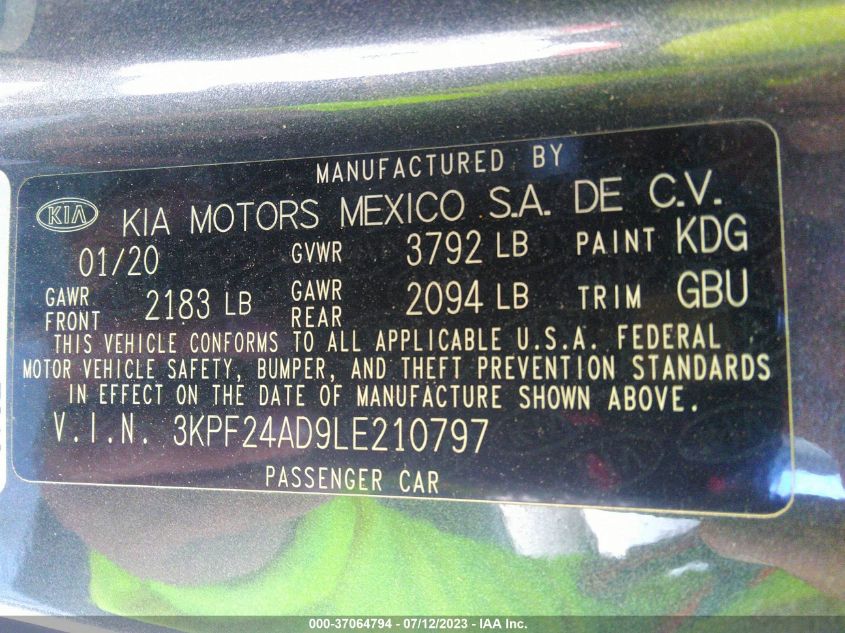 MANUFACTURED BY
KIA KIA MOTORS MEXICO S.A. DE C.V.
01/20 GVWR 3792 LB PAINT KDG
GAWR FRONT 2183 LB GAWR REAR 2094 LB TRIM GBU
THIS VEHICLE CONFORMS TO ALL APPLICABLE U.S.A. FEDERAL
MOTOR VEHICLE SAFETY, BUMPER, AND THEFT PREVENTION STANDARDS
IN EFFECT ON THE DATE OF MANUFACTURE SHOWN ABOVE.
V.I.N. 3KPF24AD9LE210797
PASSENGER CAR
000-37064794 - 07/12/2023 - IAA Inc.